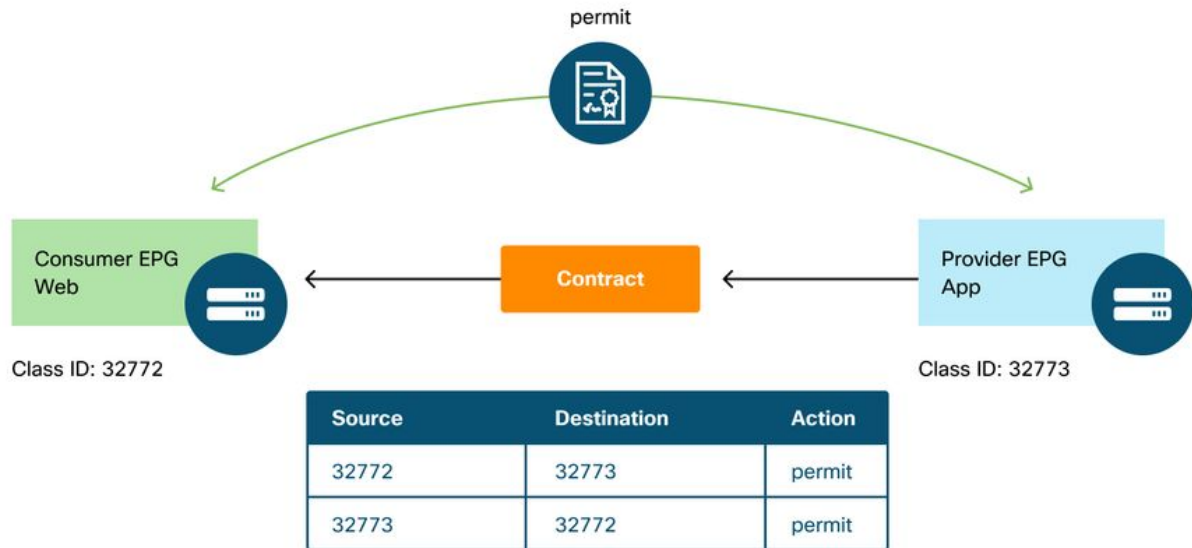 permit
Consumer EPG
Web
Contract
Provider EPG
App
Class ID: 32772
Class ID: 32773
Source Destination Action
32772 32773 permit
32773 32772 permit